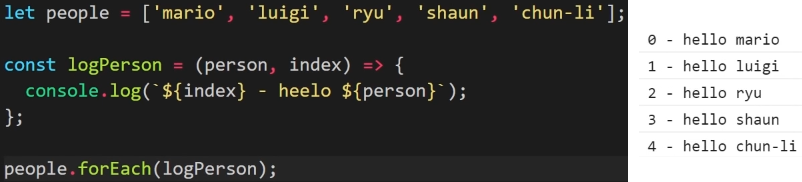 let people = ['mario', 'luigi', 'ryu', 'shaun', 'chun-li'];
const logPerson = (person, index) => {
console.log(`${index} - heelo ${person}`);
};
people.forEach(logPerson);
0 - hello mario
1 - hello luigi
2 - hello ryu
3 - hello shaun
4 - hello chun-li